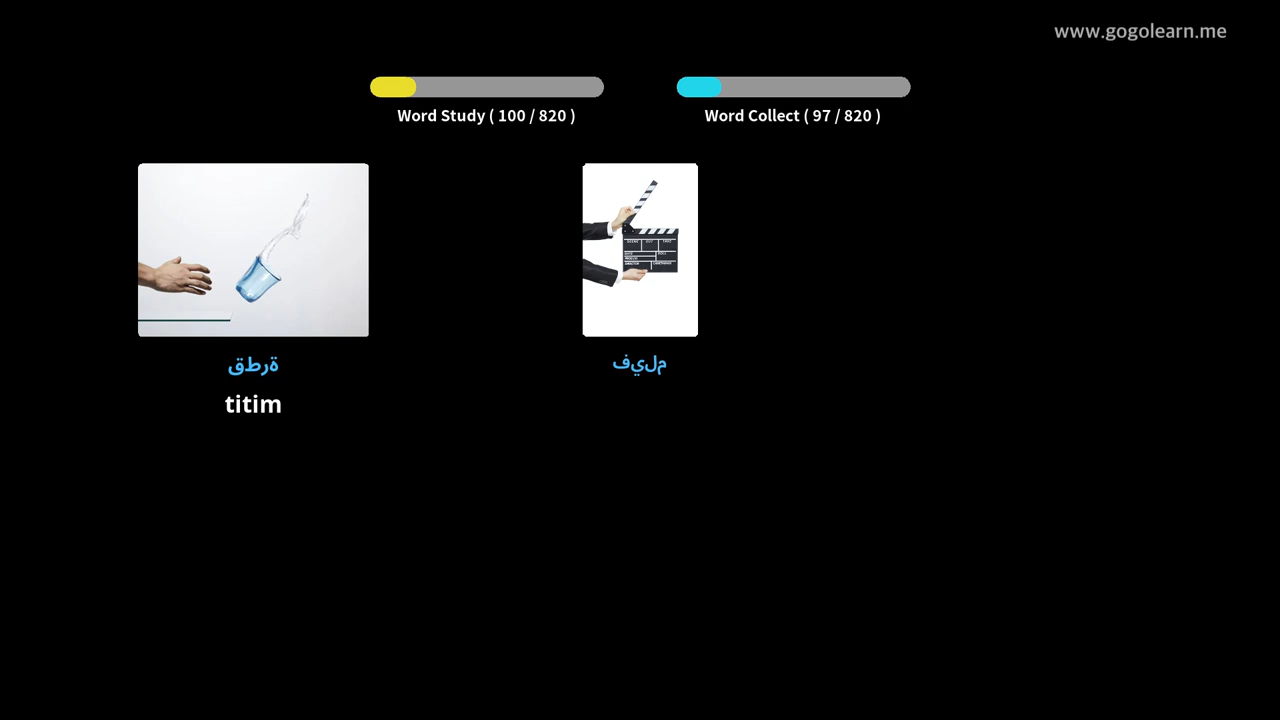 www.gogolearn.me
Word Study ( 100 / 820 )
Word Collect ( 97 / 820 )
ةرطق
titim
مليف